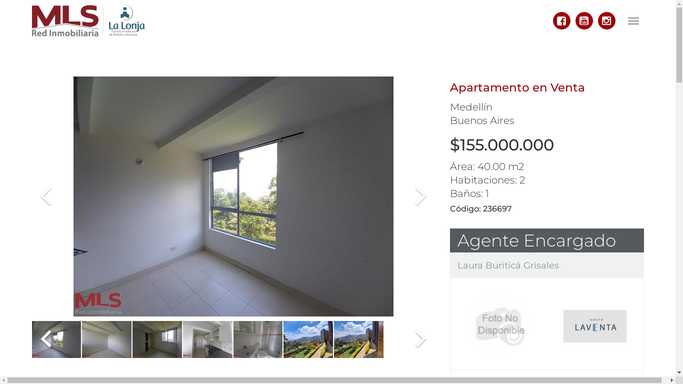 MLS
Red Inmobiliaria
La Lonja
Apartamento en Venta
Medellín
Buenos Aires
$155.000.000
Área: 40.00 m2
Habitaciones: 2
Baños: 1
Código: 236697
Agente Encargado
Laura Buriticá Grisales
MLS
Red Inmobiliaria
Foto No
Disponible
LAVENTA